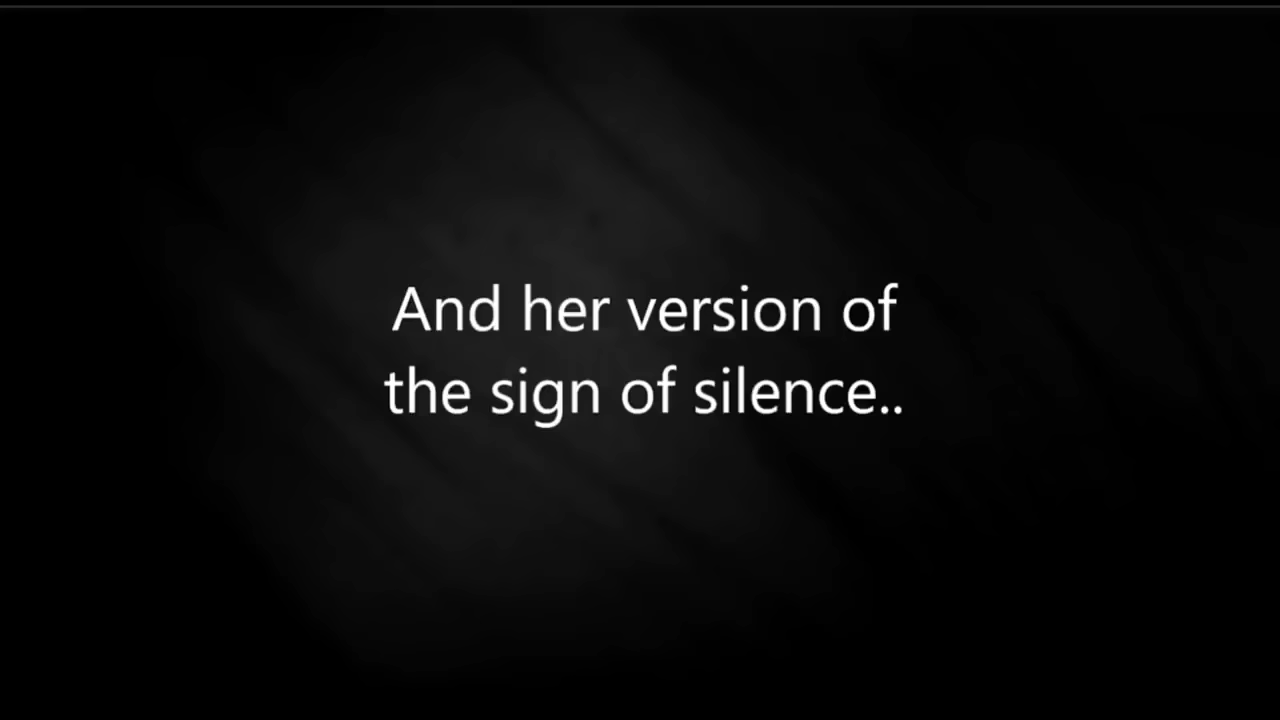 And her version of
the sign of silence..